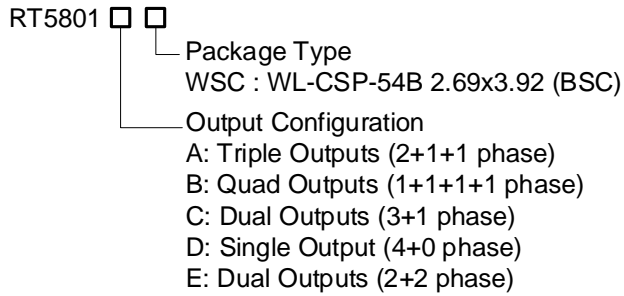 RT5801
Package Type
WSC : WL-CSP-54B 2.69x3.92 (BSC)
Output Configuration
A: Triple Outputs (2+1+1 phase)
B: Quad Outputs (1+1+1+1 phase)
C: Dual Outputs (3+1 phase)
D: Single Output (4+0 phase)
E: Dual Outputs (2+2 phase)